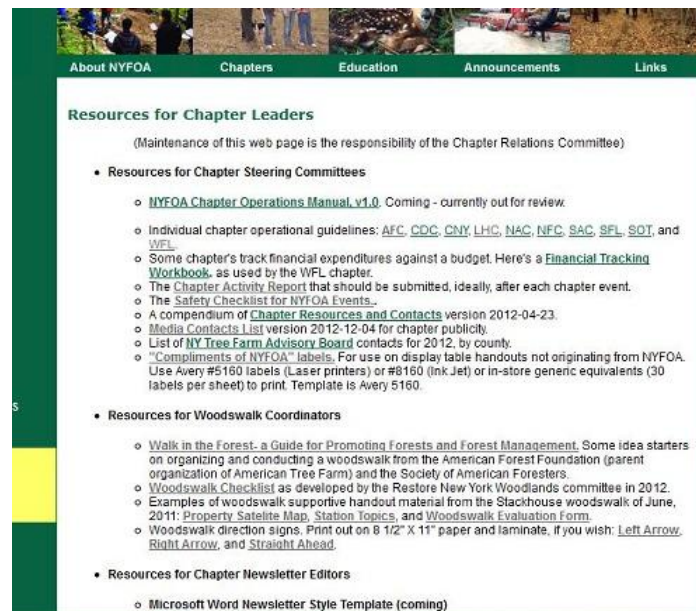 About NYFOA Chapters Education Announcements Links
Resources for Chapter Leaders
(Maintenance of this web page is the responsibility of the Chapter Relations Committee)
Resources for Chapter Steering Committees
NYFOA Chapter Operations Manual, v1.0. Coming - currently out for review.
Individual chapter operational guidelines: AFC, CDC, CNY, LHC, NAC, NFC, SAC, SFL, SOT, and
WFL.
Some chapter's track financial expenditures against a budget. Here's a Financial Tracking
Workbook, as used by the WFL chapter.
The Chapter Activity Report that should be submitted, ideally, after each chapter event.
The Safety Checklist for NYFOA Events..
A compendium of Chapter Resources and Contacts version 2012-04-23.
Media Contacts List version 2012-12-04 for chapter publicity.
List of NY Tree Farm Advisory Board contacts for 2012, by county.
"Compliments of NYFOA" labels. For use on display table handouts not originating from NYFOA.
Use Avery #5160 labels (Laser printers) or #8160 (Ink Jet) or in-store generic equivalents (30
labels per sheet) to print. Template is Avery 5160.
s
Resources for Woodswalk Coordinators
Walk in the Forest- a Guide for Promoting Forests and Forest Management. Some idea starters
on organizing and conducting a woodswalk from the American Forest Foundation (parent
organization of American Tree Farm) and the Society of American Foresters.
Woodswalk Checklist as developed by the Restore New York Woodlands committee in 2012.
Examples of woodswalk supportive handout material from the Stackhouse woodswalk of June,
2011: Property Satelite Map, Station Topics, and Woodswalk Evaluation Form.
Woodswalk direction signs. Print out on 8 1/2" X 11" paper and laminate, if you wish: Left Arrow,
Right Arrow, and Straight Ahead.
Resources for Chapter Newsletter Editors
Microsoft Word Newsletter Style Template (coming)